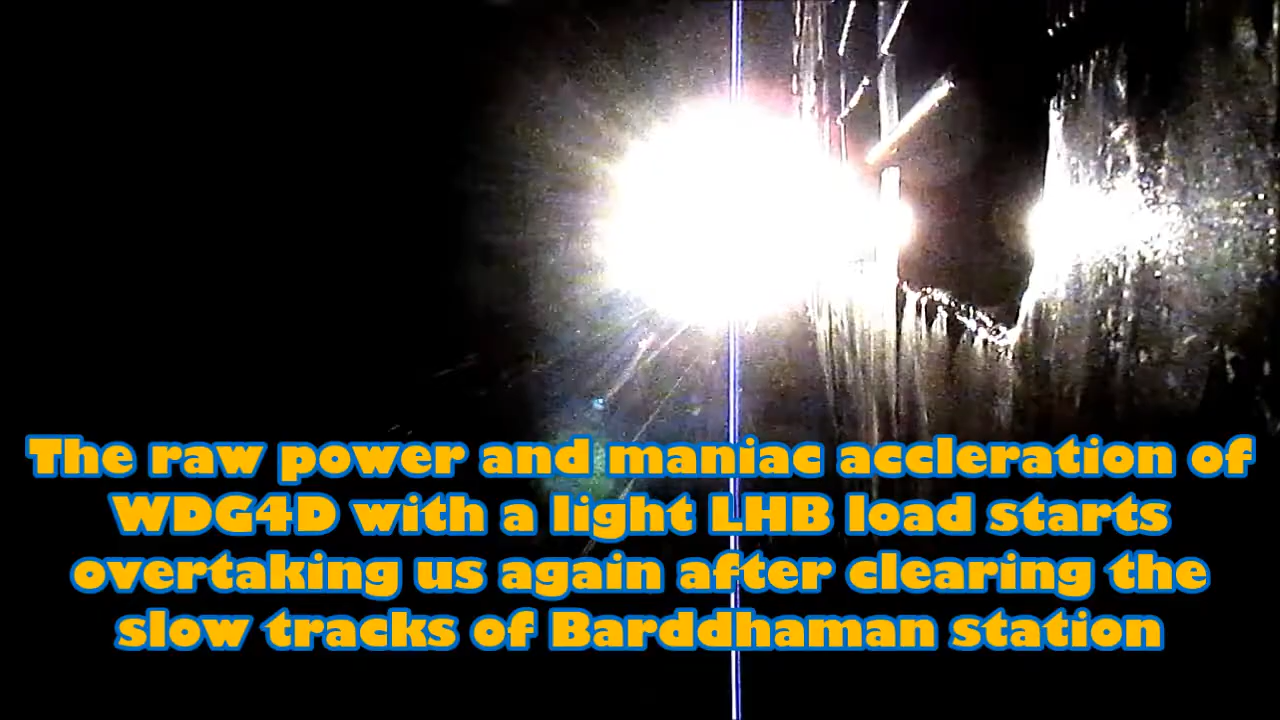 The raw power and maniac accleration of
WDG4D with a light LHB load starts
overtaking us again after clearing the
slow tracks of Barddhaman station